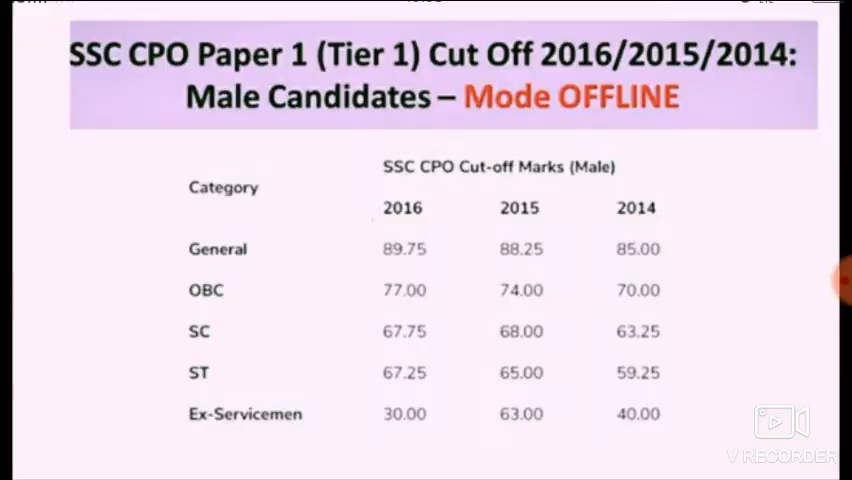 SSC CPO Paper 1 (Tier 1) Cut Off 2016/2015/2014:
Male Candidates – Mode OFFLINE
SSC CPO Cut-off Marks (Male)
Category
2016 2015 2014
General 89.75 88.25 85.00
OBC 77.00 74.00 70.00
SC 67.75 68.00 63.25
ST 67.25 65.00 59.25
Ex-Servicemen 30.00 63.00 40.00
V RECORDER